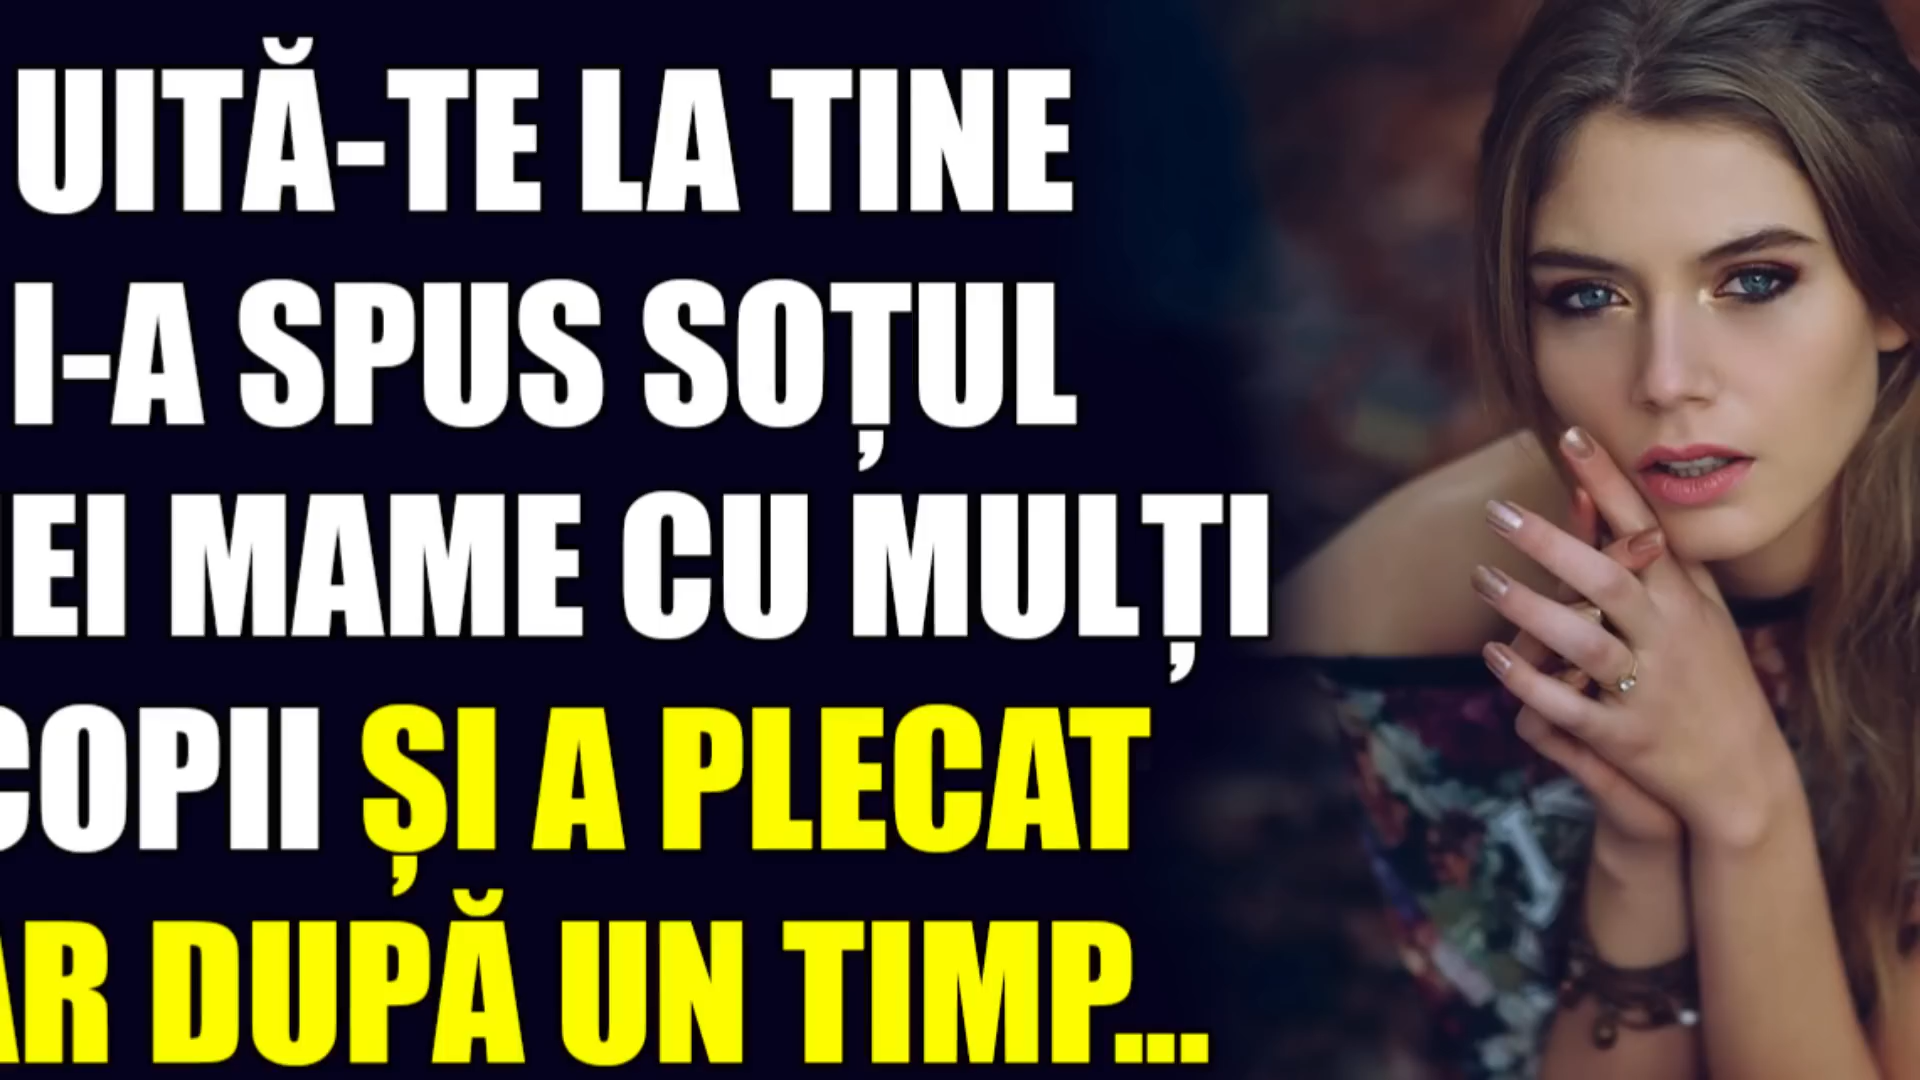 UITĂ-TE LA TINE
I-A SPUS SOȚUL
MAME CU MULȚI
COPII ȘI A PLECAT
DUPĂ UN TIMP...